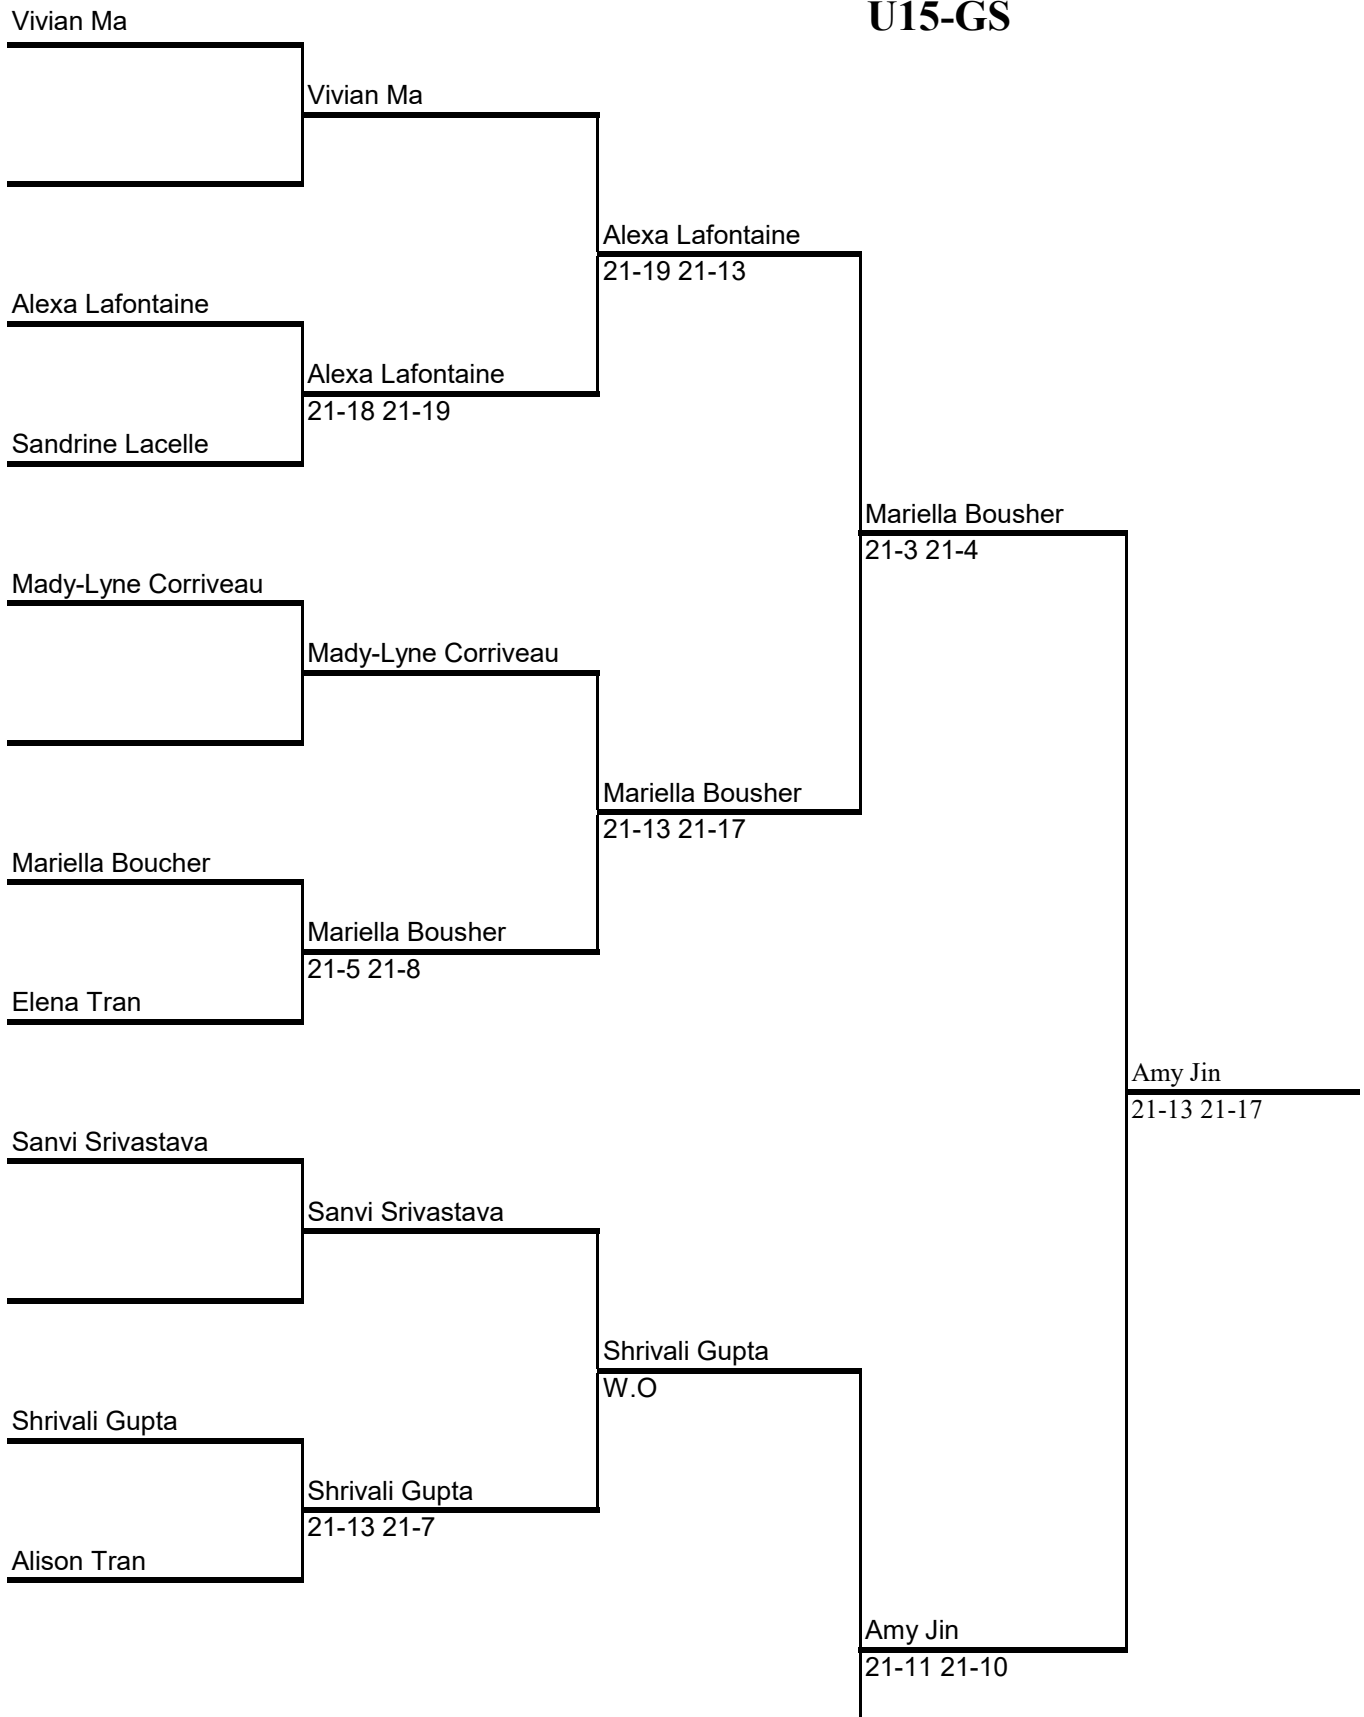 U15-GS
Vivian Ma
Vivian Ma
Alexa Lafontaine
21-19 21-13
Alexa Lafontaine
Alexa Lafontaine
21-18 21-19
Sandrine Lacelle
Mariella Bousher
21-3 21-4
Mady-Lyne Corriveau
Mady-Lyne Corriveau
Mariella Bousher
21-13 21-17
Mariella Boucher
Mariella Bousher
21-5 21-8
Elena Tran
Amy Jin
21-13 21-17
Sanvi Srivastava
Sanvi Srivastava
Shrivali Gupta
W.O
Shrivali Gupta
Shrivali Gupta
21-13 21-7
Alison Tran
Amy Jin
21-11 21-10